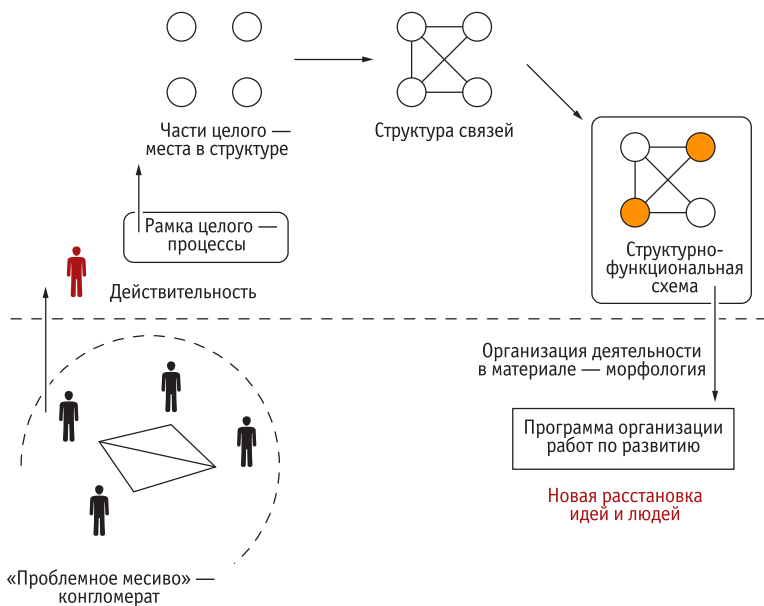 Части целого —
места в структуре
Структура связей
Рамка целого —
процессы
Структурно-
функциональная
схема
Действительность
Организация деятельности
в материале — морфология
Программа организации
работ по развитию
Новая расстановка
идей и людей
«Проблемное месиво» —
конгломерат